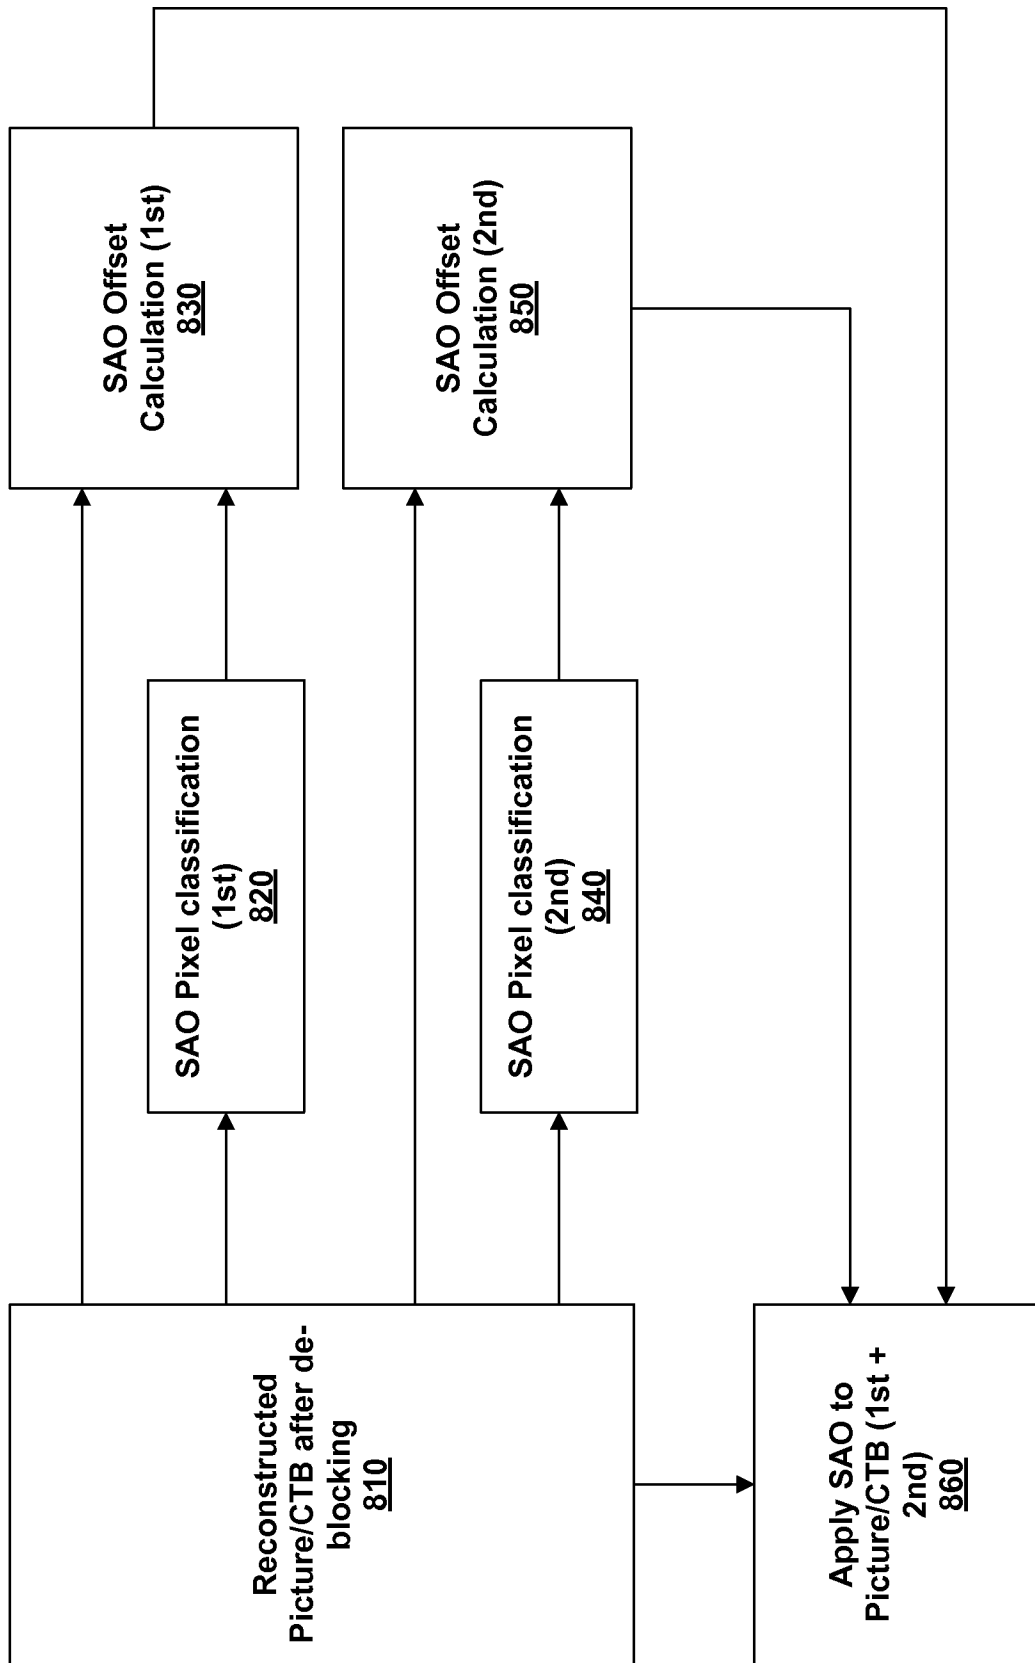 Reconstructed
Picture/CTB after de-
blocking
810
SAO Pixel classification
(1st)
820
SAO Offset
Calculation (1st)
830
SAO Pixel classification
(2nd)
840
SAO Offset
Calculation (2nd)
850
Apply SAO to
Picture/CTB (1st +
2nd)
860